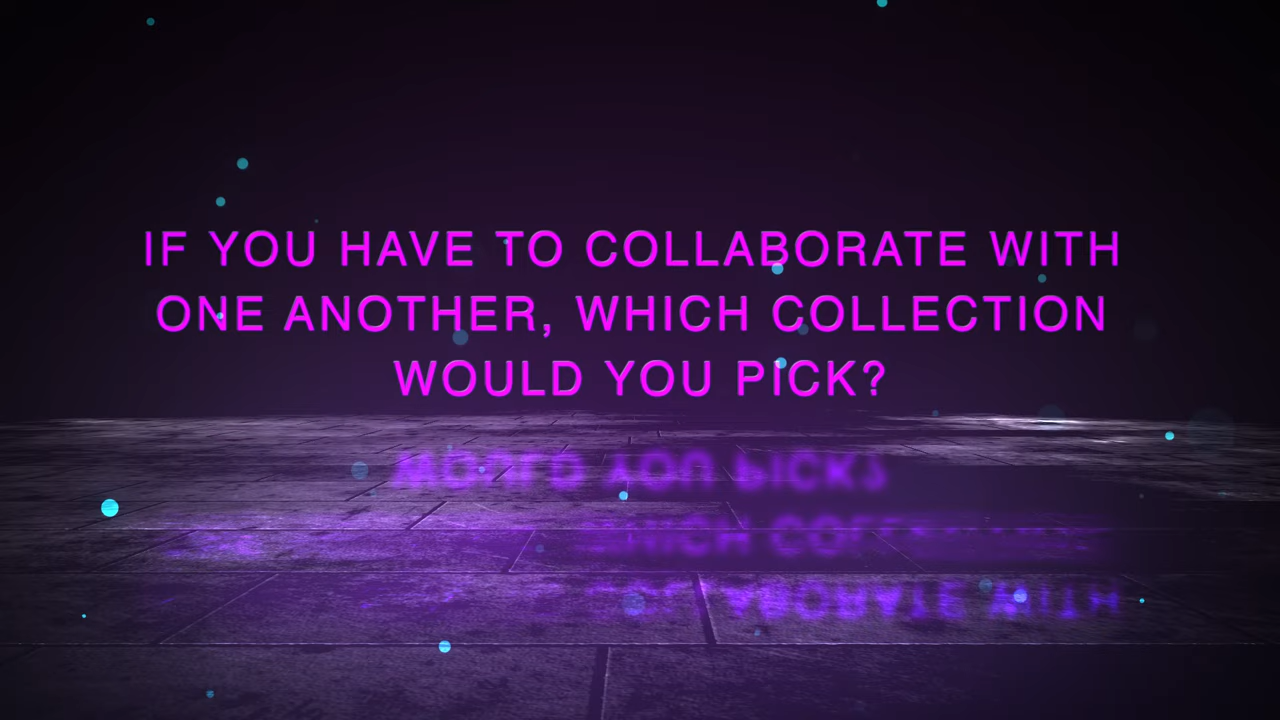 IF YOU HAVE TO COLLABORATE WITH
ONE ANOTHER, WHICH COLLECTION
WOULD YOU PICK?